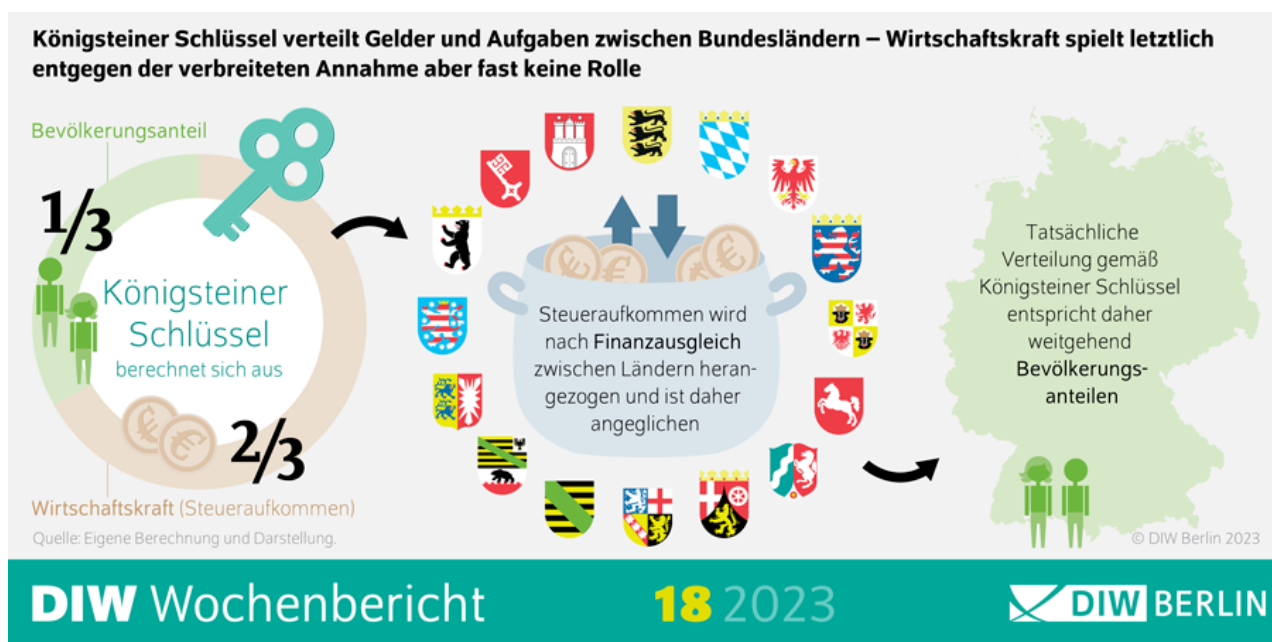 Königsteiner Schlüssel verteilt Gelder und Aufgaben zwischen Bundesländern – Wirtschaftskraft spielt letztlich
entgegen der verbreiteten Annahme aber fast keine Rolle
Bevölkerungsanteil
1/3
Königsteiner
Schlüssel
berechnet sich aus
2/3
Wirtschaftskraft (Steueraufkommen)
Quelle: Eigene Berechnung und Darstellung.
Steueraufkommen wird
nach Finanzausgleich
zwischen Ländern heran-
gezogen und ist daher
angeglichen
Tatsächliche
Verteilung gemäß
Königsteiner Schlüssel
entspricht daher
weitgehend
Bevölkerungs-
anteilen
© DIW Berlin 2023
DIW Wochenbericht
18 2023
DIW BERLIN